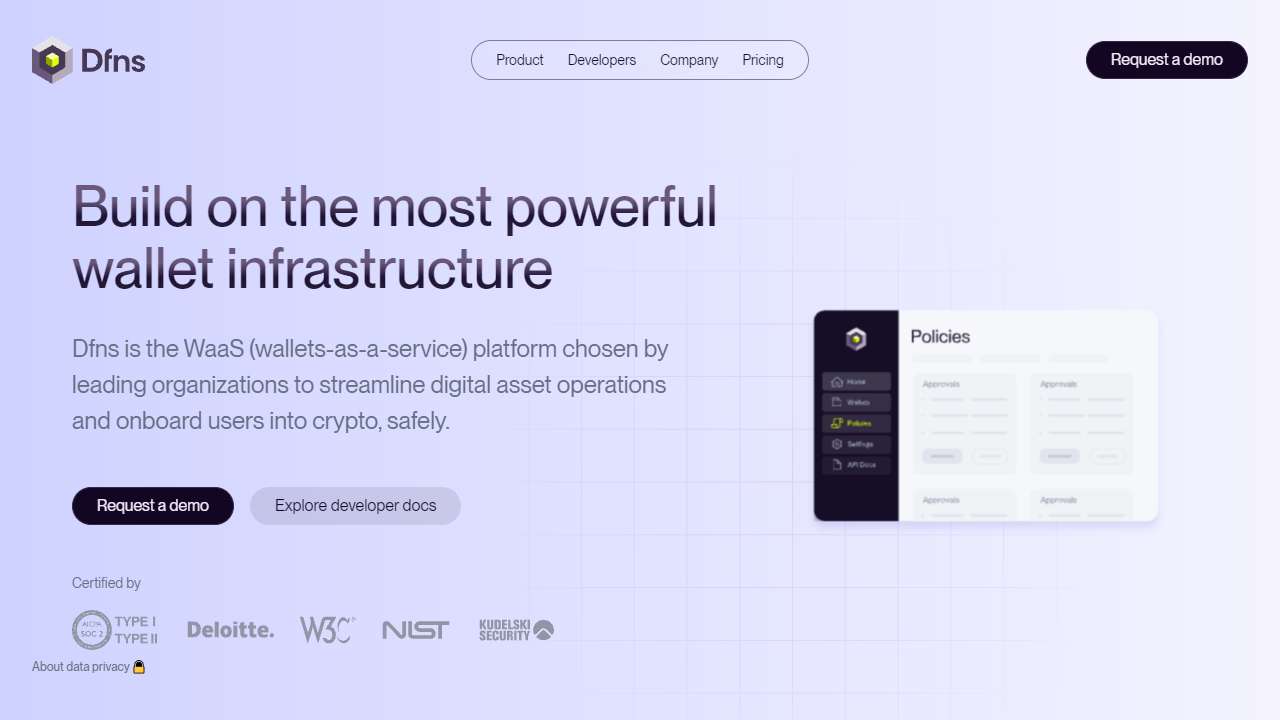 Dfns
Product Developers Company Pricing
Request a demo
Build on the most powerful
wallet infrastructure
Dfns is the WaaS (wallets-as-a-service) platform chosen by
leading organizations to streamline digital asset operations
and onboard users into crypto, safely.
Request a demo
Explore developer docs
Policies
Home
Wallets
Policies
Settings
API Docs
Approvals
Approvals
Approvals
Approvals
Certified by
AICPA
SOC 2
TYPE I
TYPE II
Deloitte.
W3C®
NIST
KUDELSKI
SECURITY
About data privacy